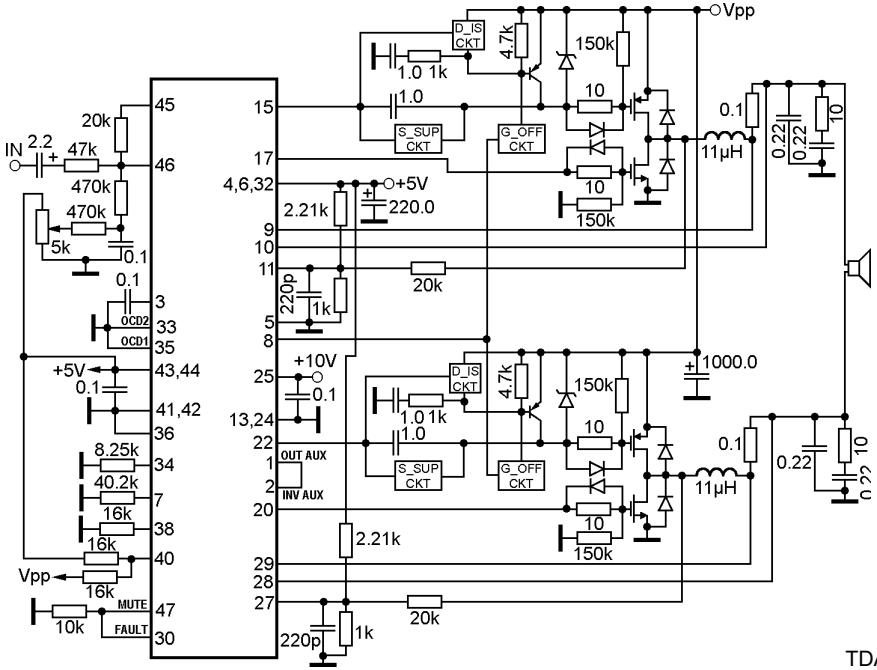 Vpp
D_IS
CKT
4.7k
150k
1.0 1k
45
15
1.0
10
0.1
10
20k
S_SUP
CKT
G_OFF
CKT
0.22
0.22
IN
2.2
+
47k
46
17
11µH
4,6,32
+5V
10
470k
2.21k
+
220.0
150k
470k
9
5k
10
0.1
11
0.1
220p
1k
20k
3
OCD2
33
5
OCD1
35
8
+5V
43,44
25
+10V
D_IS
CKT
4.7k
150k
+
1000.0
0.1
0.1
41,42
13,24
1.0 1k
36
22
1.0
10
0.1
10
8.25k
34
1
OUT AUX
S_SUP
CKT
G_OFF
CKT
0.22
0.22
40.2k
7
2
INV AUX
11µH
16k
38
20
10
16k
40
2.21k
150k
Vpp
29
16k
28
MUTE
47
27
10k
FAULT
30
220p
1k
20k
TDA